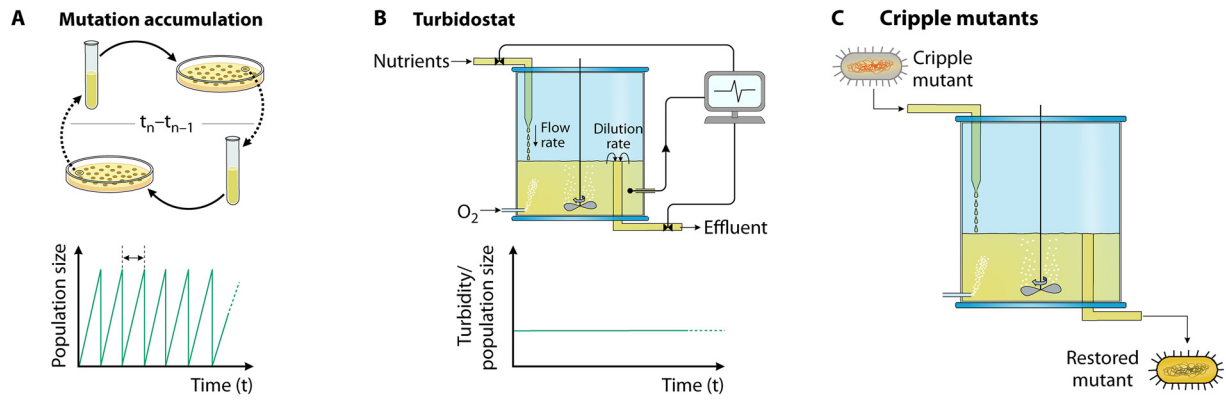 A Mutation accumulation
tn–tn–1
Population size
Time (t)
B Turbidostat
Nutrients
Flow
rate
Dilution
rate
O2
Effluent
Turbidity/
population size
Time (t)
C Cripple mutants
Cripple
mutant
Restored
mutant